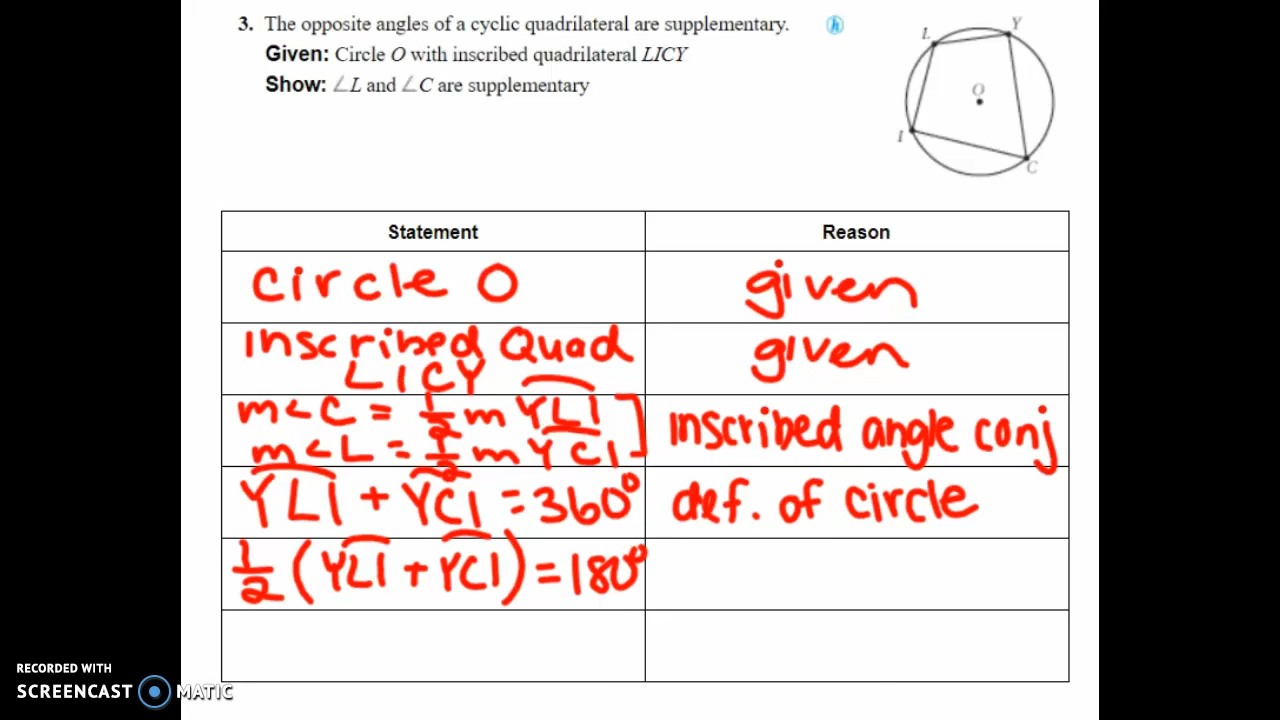 3. The opposite angles of a cyclic quadrilateral are supplementary.
h
Given: Circle O with inscribed quadrilateral LICY
Show: ∠L and ∠C are supplementary
L
Y
O
I
C
Statement
Reason
circle O
given
Inscribed Quad
LICY
given
m<C = 1/2 m YLI
m<L = 1/2 m YCI
Inscribed angle conj
YLI + YCI = 360°
def. of circle
1/2 (YLI + YCI) = 180°
RECORDED WITH
SCREENCAST MATIC